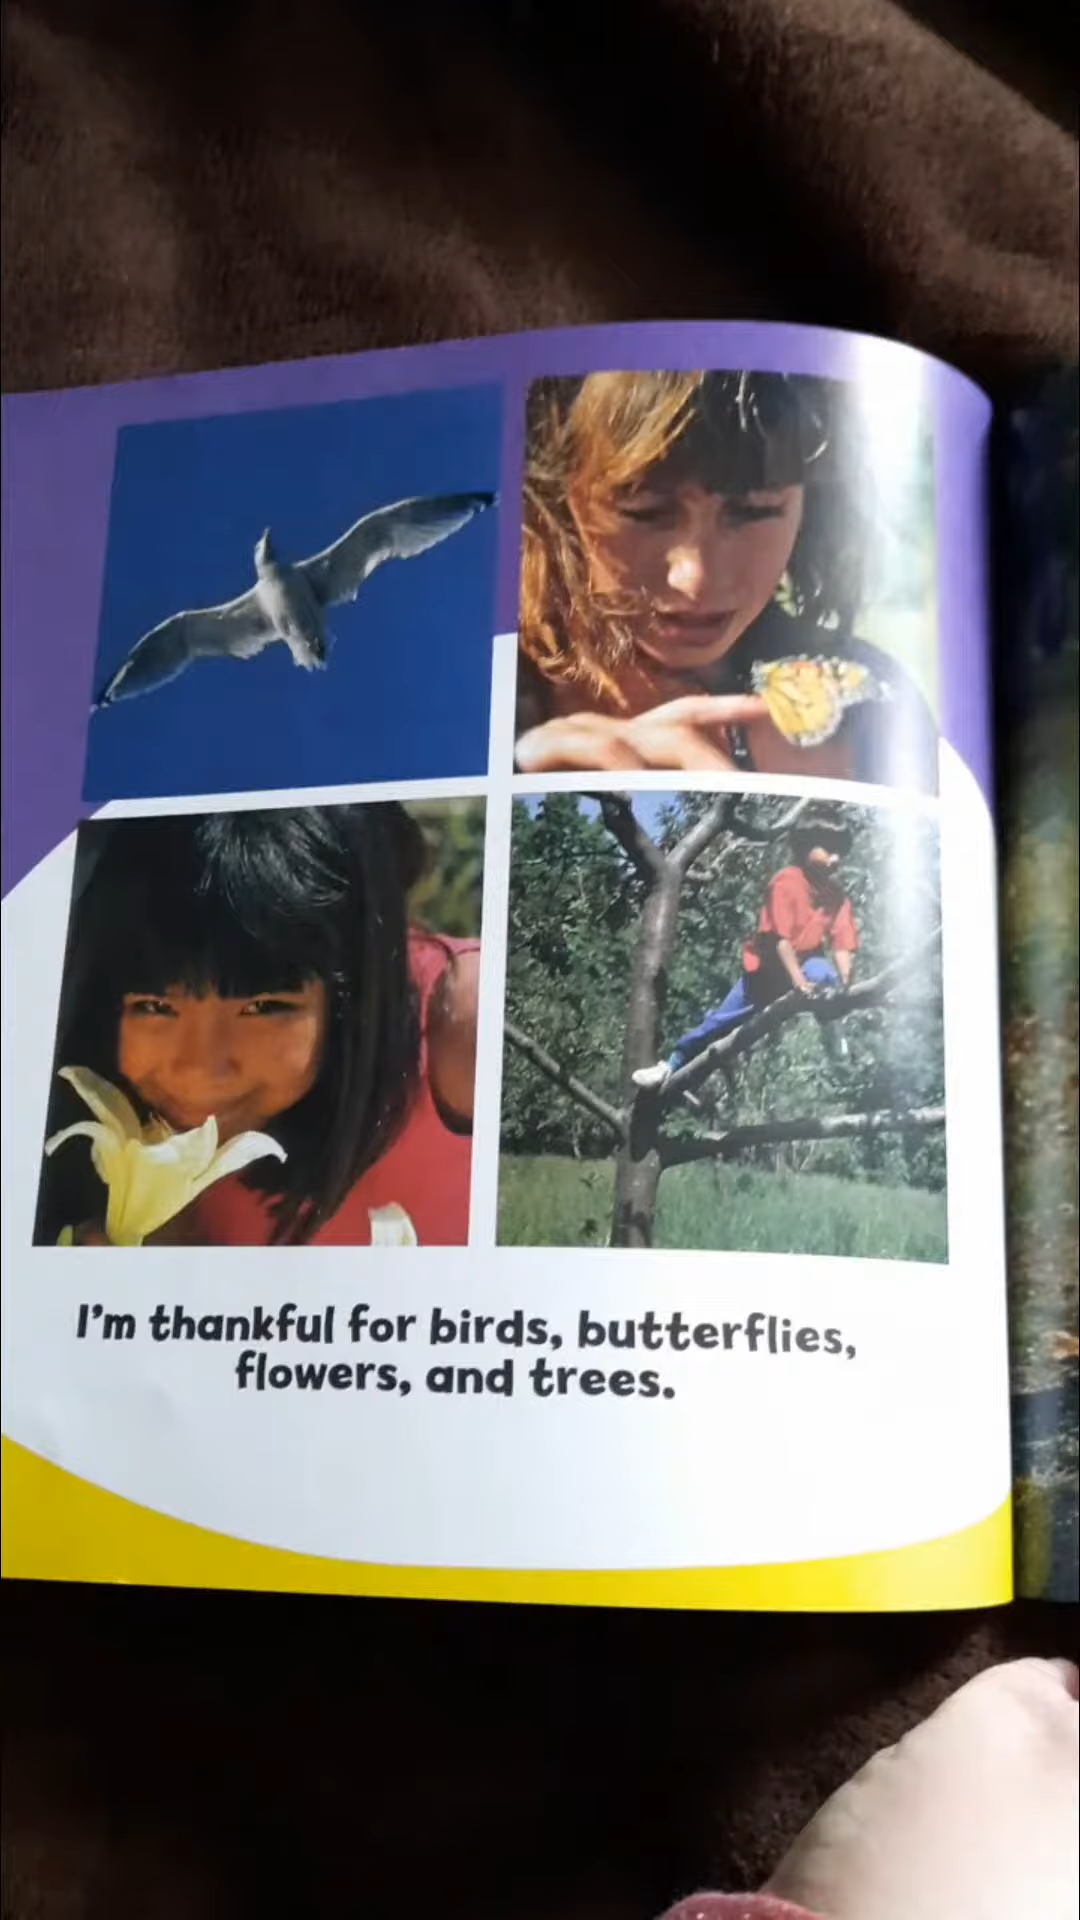 I'm thankful for birds, butterflies,
flowers, and trees.